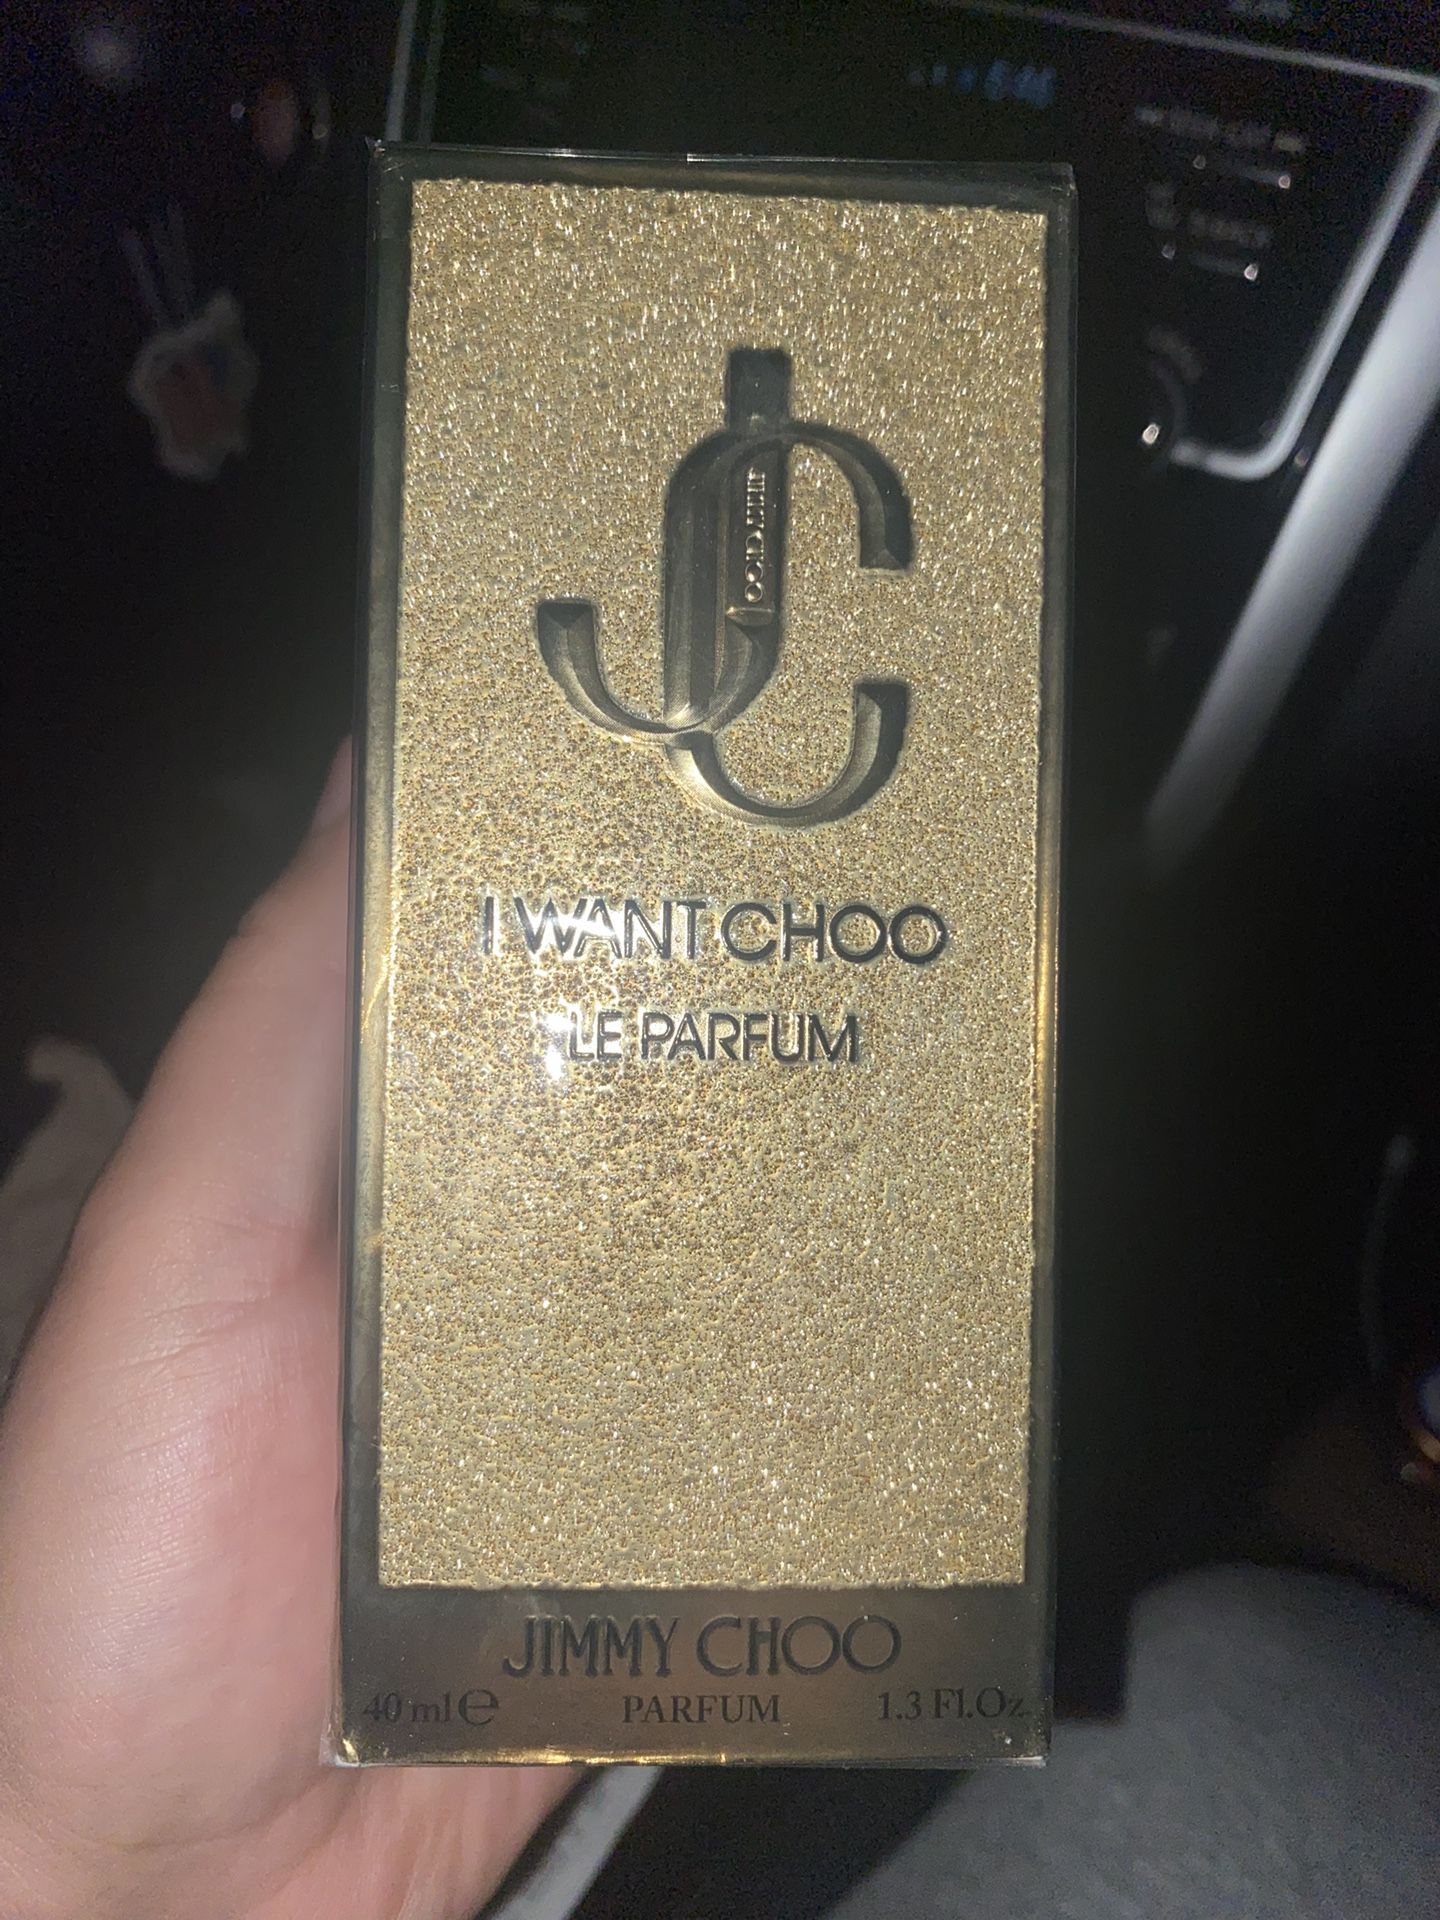 JC
JIMMY CHOO
I WANT CHOO
LE PARFUM
JIMMY CHOO
40 ml e PARFUM 1.3 Fl.Oz